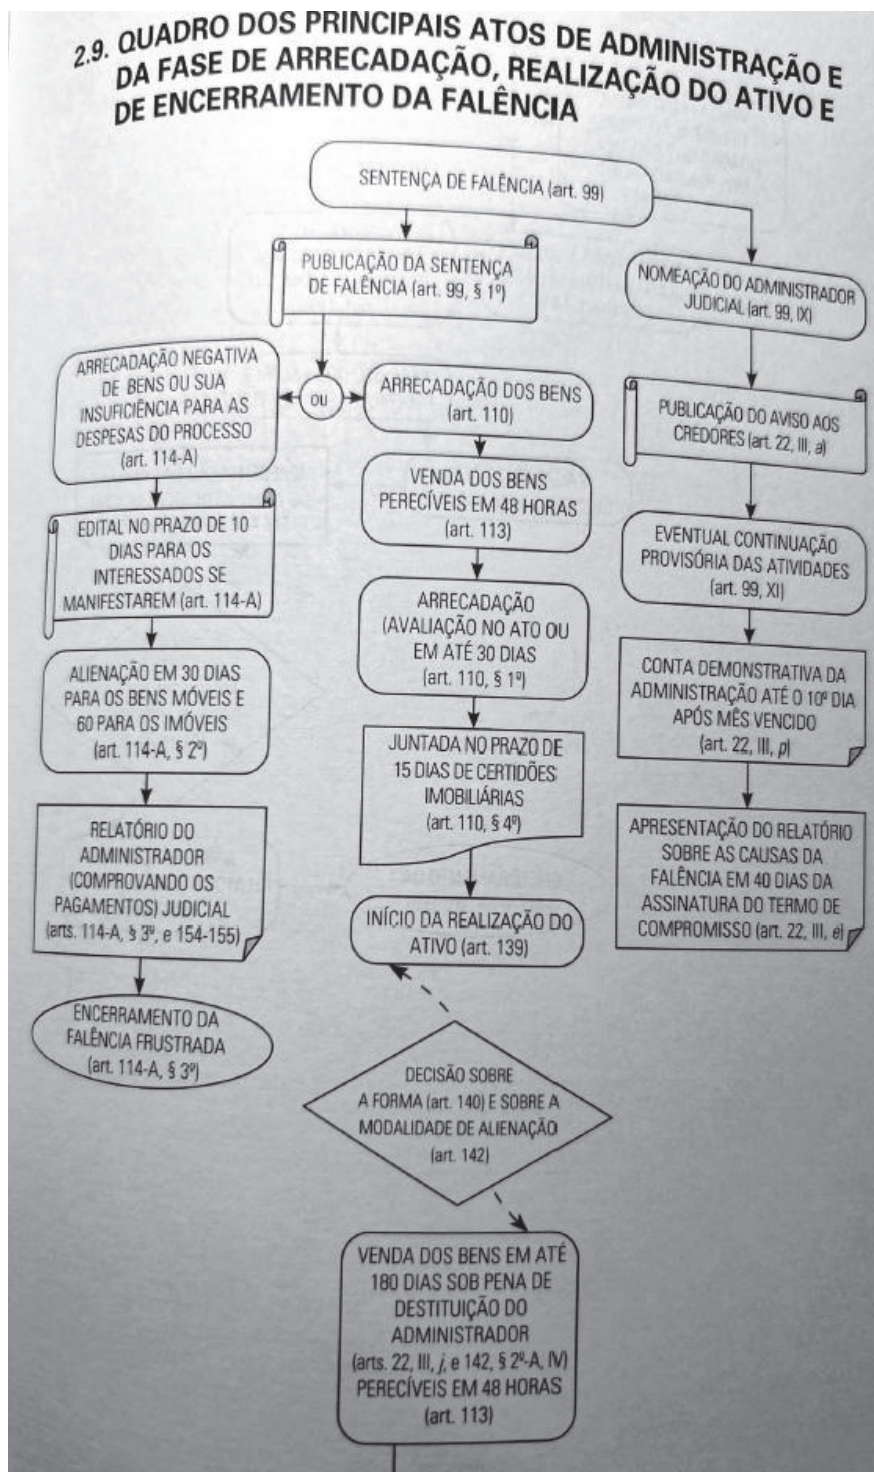 2.9. QUADRO DOS PRINCIPAIS ATOS DE ADMINISTRAÇÃO E
DA FASE DE ARRECADAÇÃO, REALIZAÇÃO DO ATIVO E
DE ENCERRAMENTO DA FALÊNCIA
SENTENÇA DE FALÊNCIA (art. 99)
PUBLICAÇÃO DA SENTENÇA
DE FALÊNCIA (art. 99, § 1º)
NOMEAÇÃO DO ADMINISTRADOR
JUDICIAL (art. 99, IX)
ARRECADAÇÃO NEGATIVA
DE BENS OU SUA
INSUFICIÊNCIA PARA AS
DESPESAS DO PROCESSO
(art. 114-A)
OU
ARRECADAÇÃO DOS BENS
(art. 110)
PUBLICAÇÃO DO AVISO AOS
CREDORES (art. 22, III, a)
VENDA DOS BENS
PERECÍVEIS EM 48 HORAS
(art. 113)
EDITAL NO PRAZO DE 10
DIAS PARA OS
INTERESSADOS SE
MANIFESTAREM (art. 114-A)
EVENTUAL CONTINUAÇÃO
PROVISÓRIA DAS ATIVIDADES
(art. 99, XI)
ARRECADAÇÃO
(AVALIAÇÃO NO ATO OU
EM ATÉ 30 DIAS
(art. 110, § 1º)
ALIENAÇÃO EM 30 DIAS
PARA OS BENS MÓVEIS E
60 PARA OS IMÓVEIS
(art. 114-A, § 2º)
CONTA DEMONSTRATIVA DA
ADMINISTRAÇÃO ATÉ O 10º DIA
APÓS MÊS VENCIDO
(art. 22, III, p)
JUNTADA NO PRAZO DE
15 DIAS DE CERTIDÕES
IMOBILIÁRIAS
(art. 110, § 4º)
RELATÓRIO DO
ADMINISTRADOR
(COMPROVANDO OS
PAGAMENTOS) JUDICIAL
(arts. 114-A, § 3º, e 154-155)
APRESENTAÇÃO DO RELATÓRIO
SOBRE AS CAUSAS DA
FALÊNCIA EM 40 DIAS DA
ASSINATURA DO TERMO DE
COMPROMISSO (art. 22, III, e)
INÍCIO DA REALIZAÇÃO DO
ATIVO (art. 139)
ENCERRAMENTO DA
FALÊNCIA FRUSTRADA
(art. 114-A, § 3º)
DECISÃO SOBRE
A FORMA (art. 140) E SOBRE A
MODALIDADE DE ALIENAÇÃO
(art. 142)
VENDA DOS BENS EM ATÉ
180 DIAS SOB PENA DE
DESTITUIÇÃO DO
ADMINISTRADOR
(arts. 22, III, j, e 142, § 2º-A, IV)
PERECÍVEIS EM 48 HORAS
(art. 113)